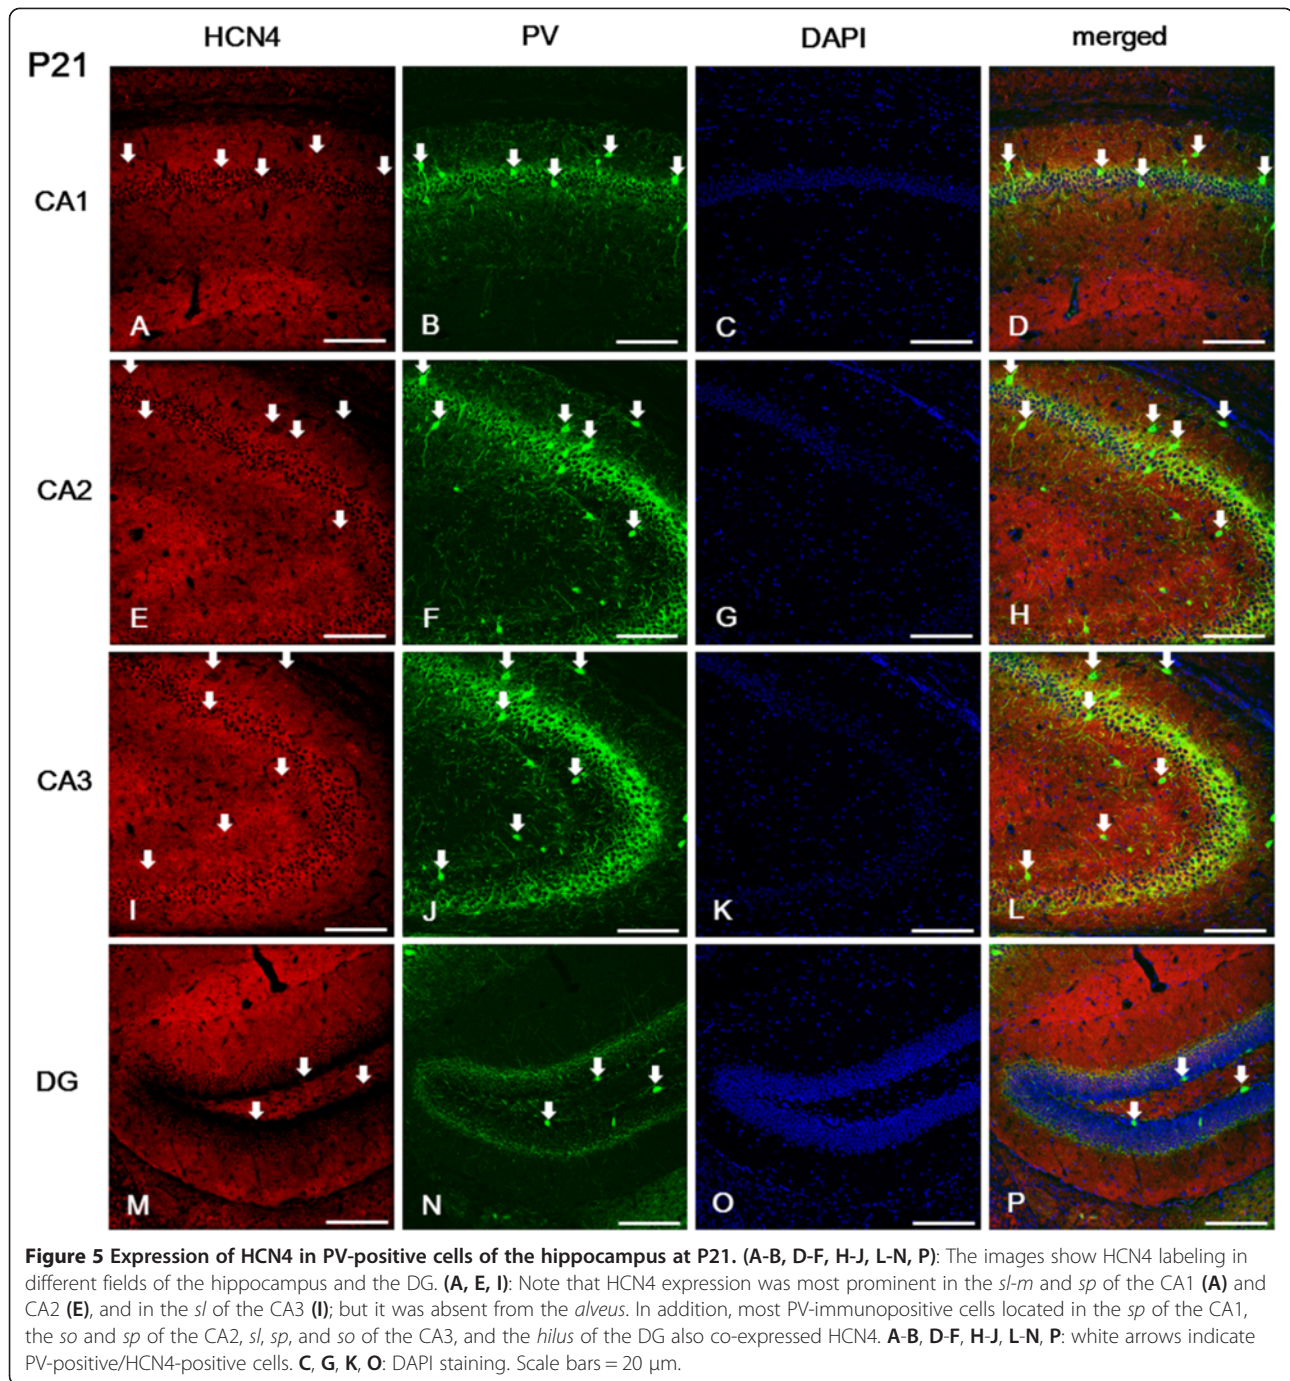 HCN4 PV DAPI merged
P21
CA1
A B C D
CA2
E F G H
CA3
I J K L
DG
M N O P
Figure 5 Expression of HCN4 in PV-positive cells of the hippocampus at P21. (A-B, D-F, H-J, L-N, P): The images show HCN4 labeling in
different fields of the hippocampus and the DG. (A, E, I): Note that HCN4 expression was most prominent in the sl-m and sp of the CA1 (A) and
CA2 (E), and in the sl of the CA3 (I); but it was absent from the alveus. In addition, most PV-immunopositive cells located in the sp of the CA1,
the so and sp of the CA2, sl, sp, and so of the CA3, and the hilus of the DG also co-expressed HCN4. A-B, D-F, H-J, L-N, P: white arrows indicate
PV-positive/HCN4-positive cells. C, G, K, O: DAPI staining. Scale bars = 20 μm.